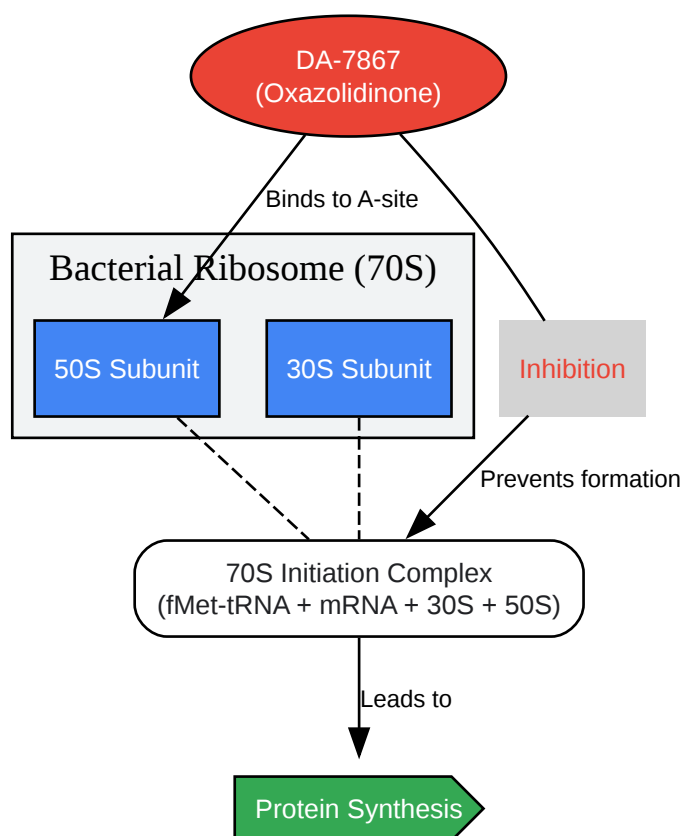 DA-7867
(Oxazolidinone)
Binds to A-site
Bacterial Ribosome (70S)
50S Subunit
30S Subunit
Inhibition
Prevents formation
70S Initiation Complex
(fMet-tRNA + mRNA + 30S + 50S)
Leads to
Protein Synthesis